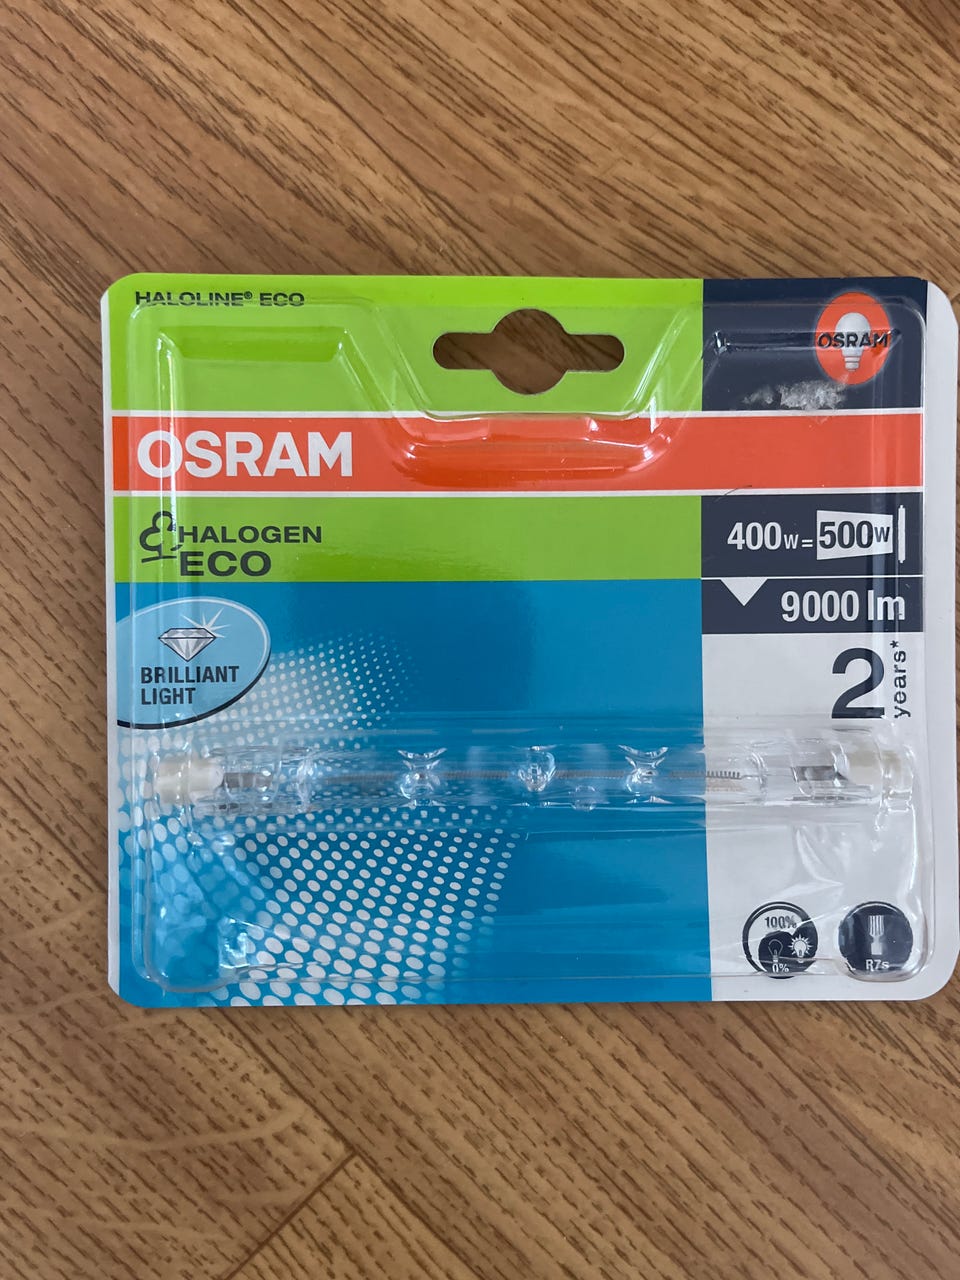 HALOLINE® ECO
OSRAM
OSRAM
HALOGEN
ECO
400W=500W
9000 lm
2 years*
BRILLIANT
LIGHT
100%
0%
R7s